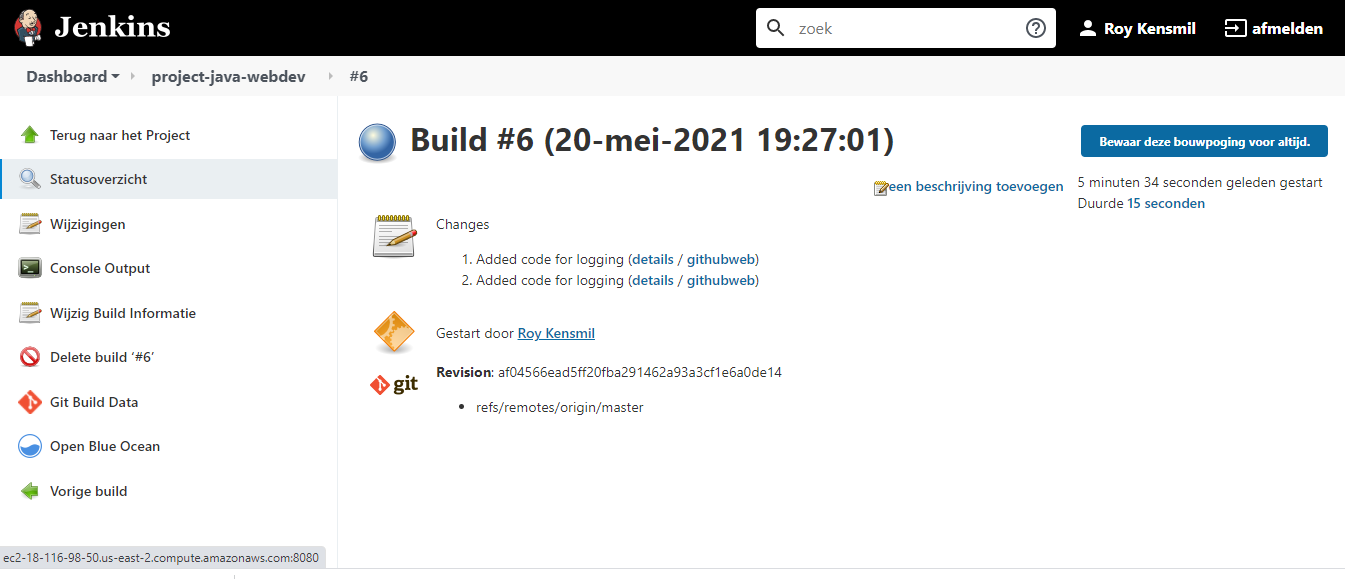 Jenkins
zoek
Roy Kensmil
afmelden
Dashboard
project-java-webdev
#6
Terug naar het Project
Statusoverzicht
Wijzigingen
Console Output
Wijzig Build Informatie
Delete build ‘#6’
Git Build Data
Open Blue Ocean
Vorige build
Build #6 (20-mei-2021 19:27:01)
Bewaar deze bouwpoging voor altijd.
een beschrijving toevoegen
5 minuten 34 seconden geleden gestart
Duurde 15 seconden
Changes
1. Added code for logging (details / githubweb)
2. Added code for logging (details / githubweb)
Gestart door Roy Kensmil
git
Revision: af04566ead5ff20fba291462a93a3cf1e6a0de14
• refs/remotes/origin/master
ec2-18-116-98-50.us-east-2.compute.amazonaws.com:8080